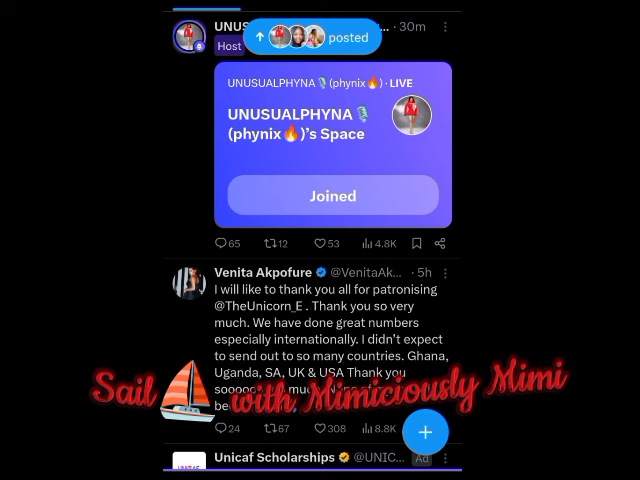 UNUS
... · 30m
posted
Host
UNUSUALPHYNA🎙️(phynix🔥) · LIVE
UNUSUALPHYNA🎙️
(phynix🔥)’s Space
Joined
65 12 53 4.8K
Venita Akpofure @VenitaAk... · 5h
I will like to thank you all for patronising
@TheUnicorn_E . Thank you so very
much. We have done great numbers
especially internationally. I didn’t expect
to send out to so many countries. Ghana,
Uganda, SA, UK & USA Thank you
Sail with Mimiciously Mimi
24 67 308 8.8K
+
Unicaf Scholarships @UNIC... Ad